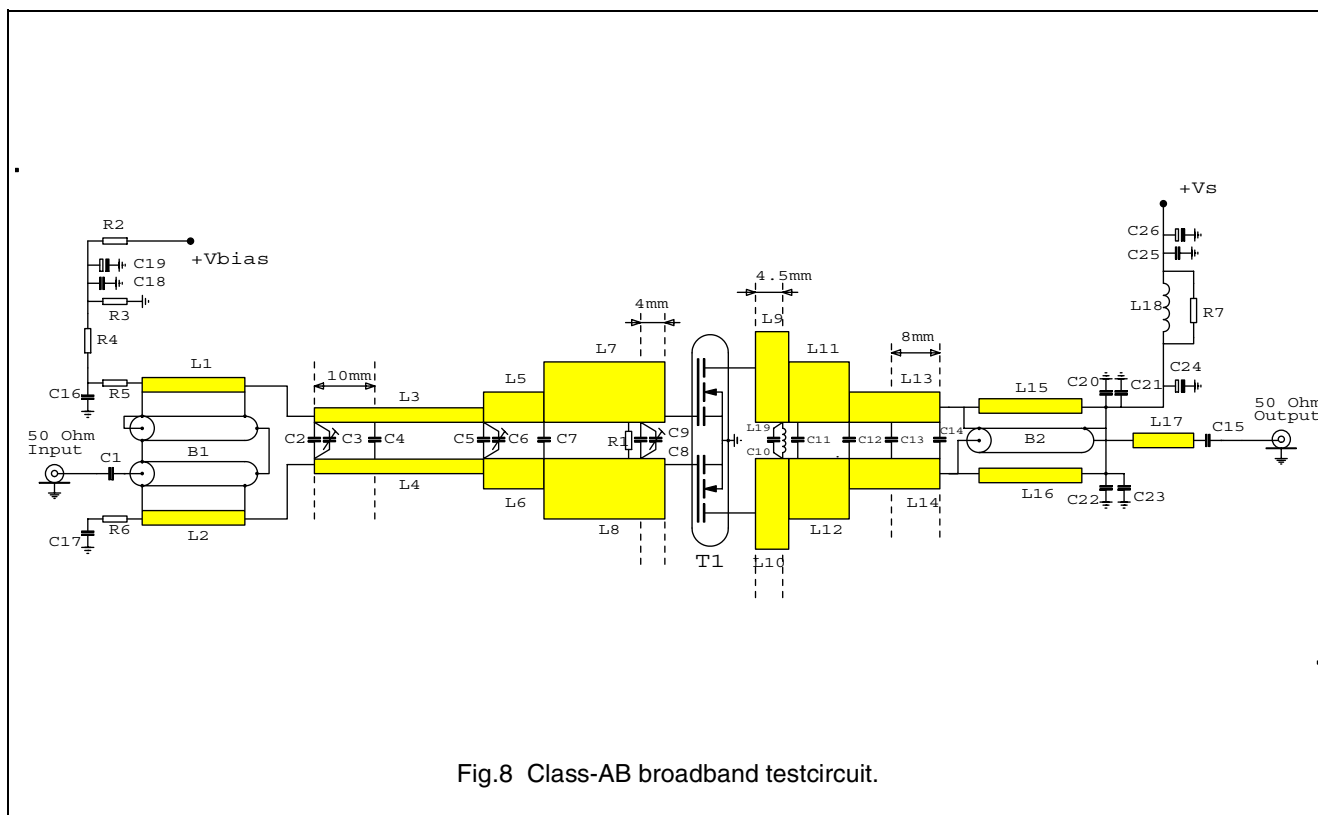 +Vs
R2
C26
+Vbias
C19
C25
C18
4.5mm
R3
4mm
L18
R7
L9
R4
8mm
L7
L11
L1
10mm
C24
C16
R5
L5
L13
C20
C21
L3
L15
50 Ohm
Output
L19
L17
C15
50 Ohm
Input
C2
C3
C4
C5
C6
C7
R1
C9
C8
C10
C11
C12
C13
C14
B2
B1
C1
L4
L16
C22
C23
L6
L14
R6
L2
C17
L8
L12
T1
L10
Fig.8 Class-AB broadband testcircuit.